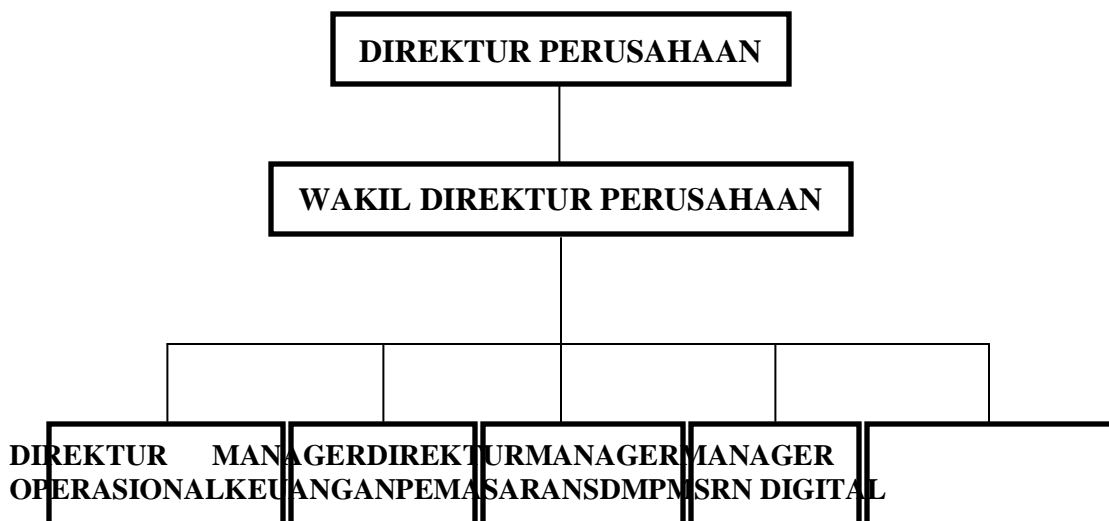 DIREKTUR PERUSAHAAN
WAKIL DIREKTUR PERUSAHAAN
DIREKTUR MANAGERDIREKTURMANAGERMANAGER
OPERASIONALKEUANGANPEMASARANSDMPMSRN DIGITAL